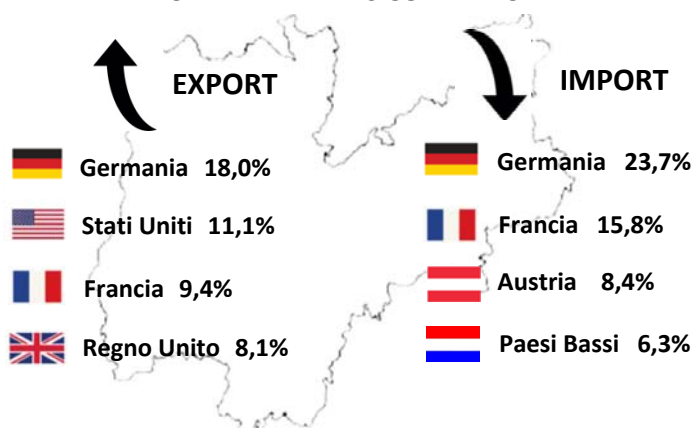 EXPORT
Germania 18,0%
Stati Uniti 11,1%
Francia 9,4%
Regno Unito 8,1%
IMPORT
Germania 23,7%
Francia 15,8%
Austria 8,4%
Paesi Bassi 6,3%